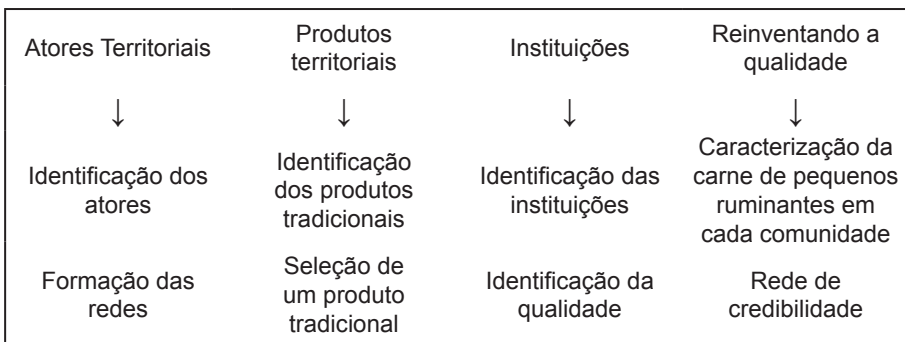 Atores Territoriais
Produtos
territoriais
Instituições
Reinventando a
qualidade
↓
↓
↓
↓
Identificação dos
atores
Identificação
dos produtos
tradicionais
Identificação das
instituições
Caracterização da
carne de pequenos
ruminantes em
cada comunidade
Formação das
redes
Seleção de
um produto
tradicional
Identificação da
qualidade
Rede de
credibilidade